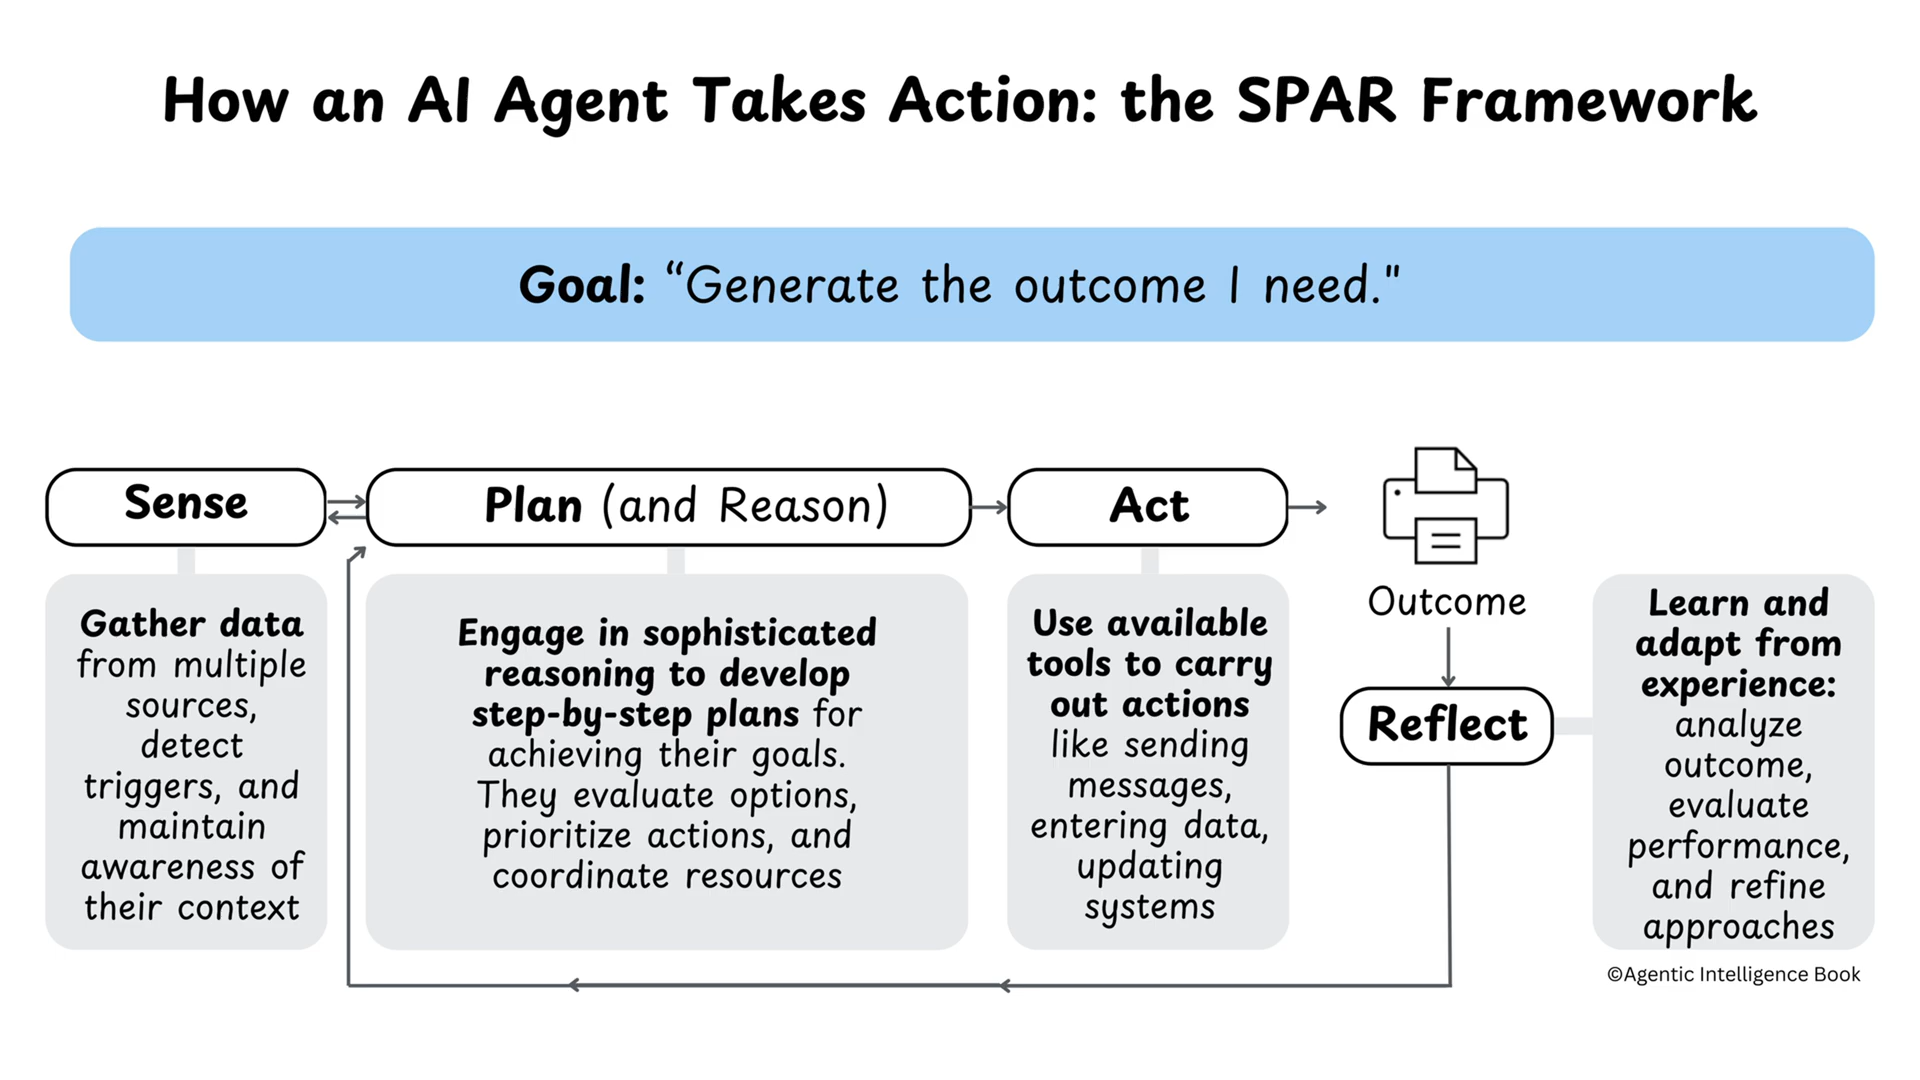 How an AI Agent Takes Action: the SPAR Framework
Goal: “Generate the outcome I need."
Sense
Gather data
from multiple
sources,
detect
triggers, and
maintain
awareness of
their context
Plan (and Reason)
Engage in sophisticated
reasoning to develop
step-by-step plans for
achieving their goals.
They evaluate options,
prioritize actions, and
coordinate resources
Act
Use available
tools to carry
out actions
like sending
messages,
entering data,
updating
systems
Outcome
Reflect
Learn and
adapt from
experience:
analyze
outcome,
evaluate
performance,
and refine
approaches
©Agentic Intelligence Book